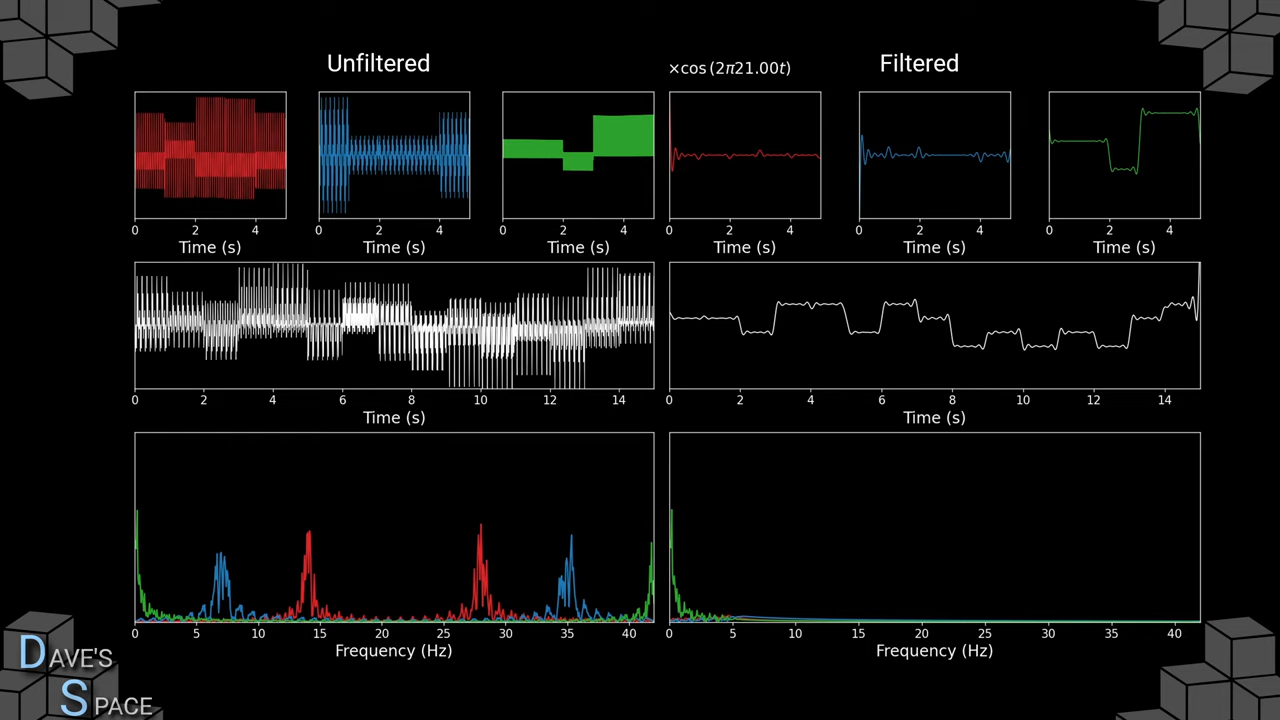 Unfiltered
×cos (2π21.00t)
Filtered
0 2 4
Time (s)
0 2 4
Time (s)
0 2 4
Time (s)
0 2 4
Time (s)
0 2 4
Time (s)
0 2 4
Time (s)
0 2 4 6 8 10 12 14
Time (s)
0 2 4 6 8 10 12 14
Time (s)
0 5 10 15 20 25 30 35 40
Frequency (Hz)
0 5 10 15 20 25 30 35 40
Frequency (Hz)
DAVE'S
SPACE